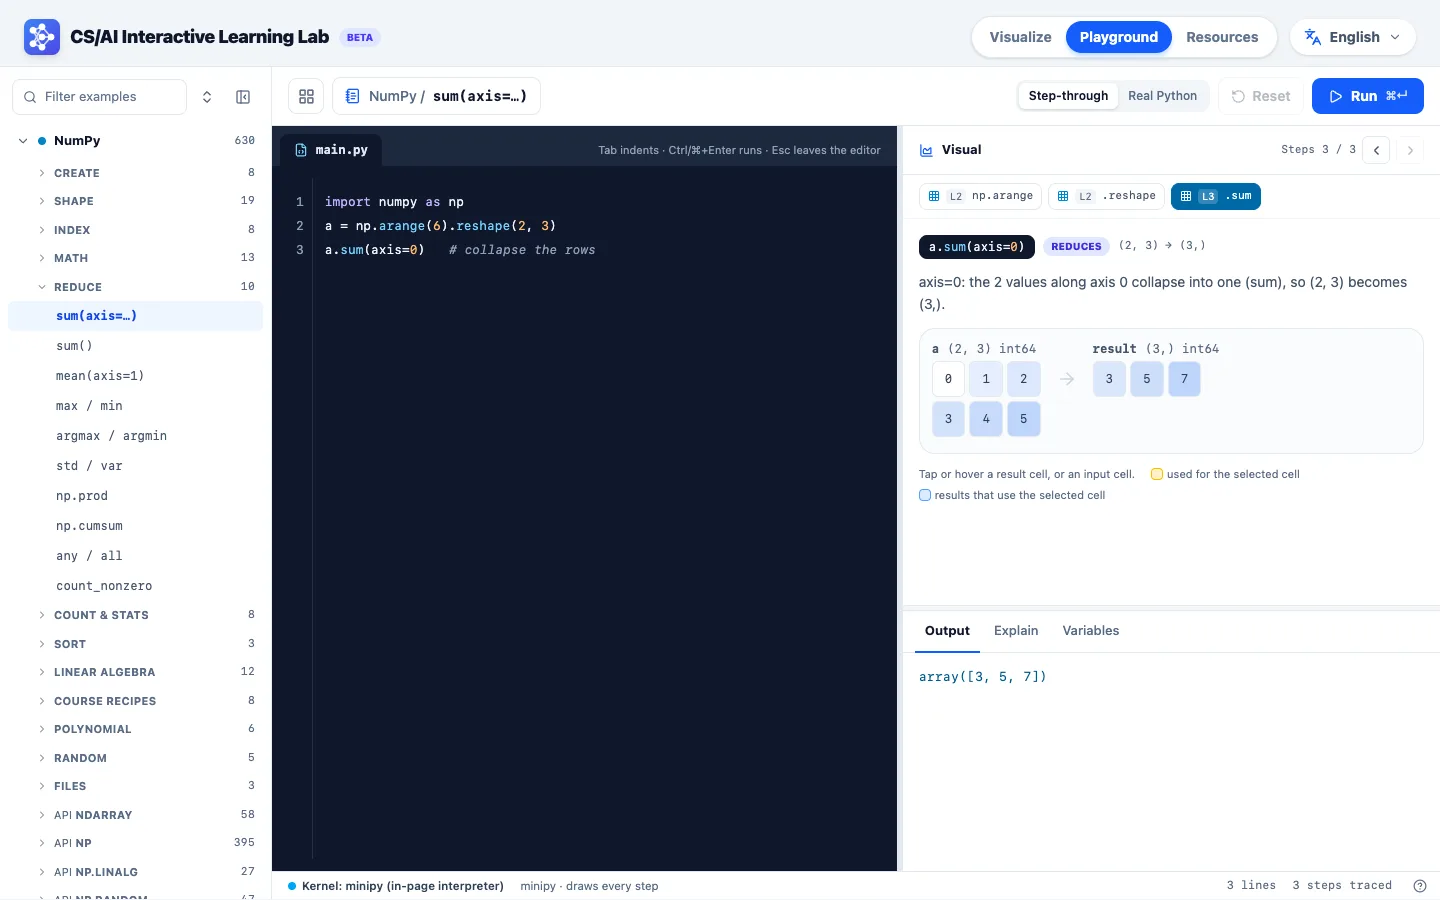 CS/AI Interactive Learning Lab BETA
Visualize Playground Resources English
Filter examples
NumPy / sum(axis=…)
Step-through Real Python Reset Run ⌘↵
NumPy 630
CREATE 8
SHAPE 19
INDEX 8
MATH 13
REDUCE 10
sum(axis=…)
sum()
mean(axis=1)
max / min
argmax / argmin
std / var
np.prod
np.cumsum
any / all
count_nonzero
COUNT & STATS 8
SORT 3
LINEAR ALGEBRA 12
COURSE RECIPES 8
POLYNOMIAL 6
RANDOM 5
FILES 3
API NDARRAY 58
API NP 395
API NP.LINALG 27
API NP.RANDOM 47
main.py Tab indents · Ctrl/⌘+Enter runs · Esc leaves the editor
1 import numpy as np
2 a = np.arange(6).reshape(2, 3)
3 a.sum(axis=0) # collapse the rows
Visual Steps 3 / 3
L2 np.arange L2 .reshape L3 .sum
a.sum(axis=0) REDUCES (2, 3) → (3,)
axis=0: the 2 values along axis 0 collapse into one (sum), so (2, 3) becomes
(3,).
a (2, 3) int64 result (3,) int64
0 1 2 → 3 5 7
3 4 5
Tap or hover a result cell, or an input cell. used for the selected cell
results that use the selected cell
Output Explain Variables
array([3, 5, 7])
Kernel: minipy (in-page interpreter) minipy · draws every step 3 lines 3 steps traced